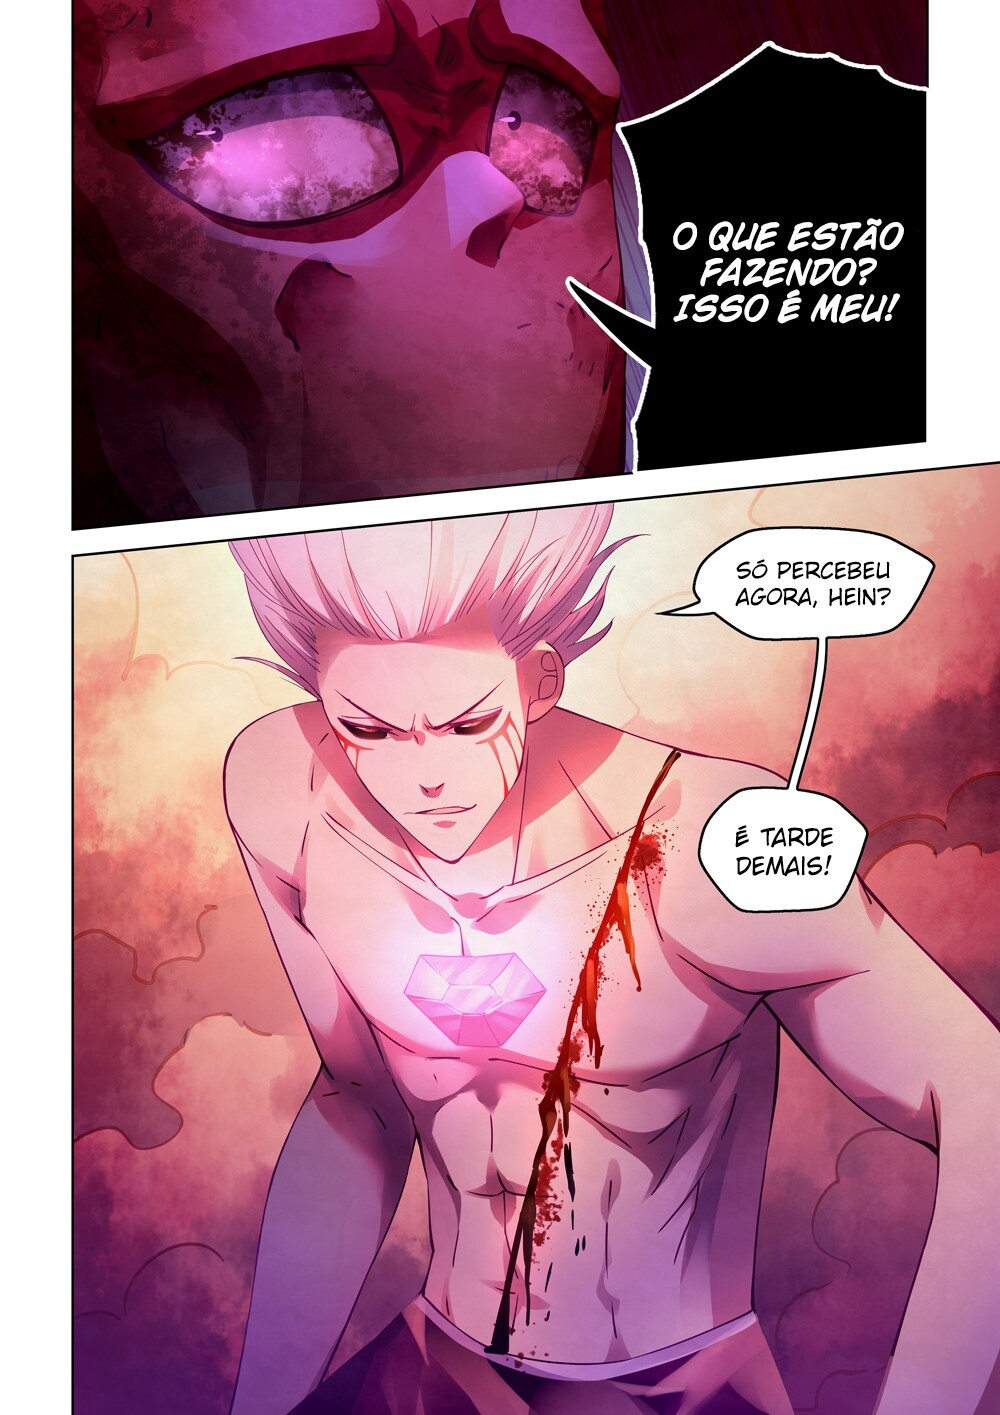 O QUE ESTÃO
FAZENDO?
ISSO É MEU!
SÓ PERCEBEU
AGORA, HEIN?
É TARDE
DEMAIS!